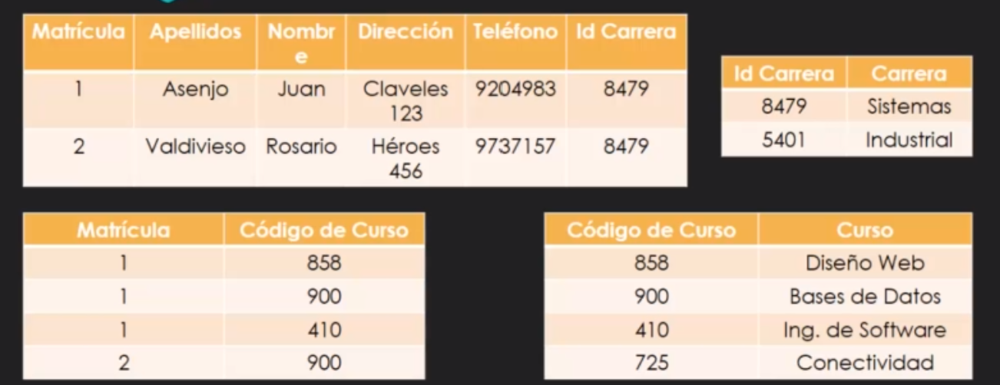 Matrícula Apellidos Nombr Dirección Teléfono Id Carrera
e
1 Asenjo Juan Claveles 9204983 8479
123
2 Valdivieso Rosario Héroes 9737157 8479
456
Id Carrera Carrera
8479 Sistemas
5401 Industrial
Matrícula Código de Curso
1 858
1 900
1 410
2 900
Código de Curso Curso
858 Diseño Web
900 Bases de Datos
410 Ing. de Software
725 Conectividad